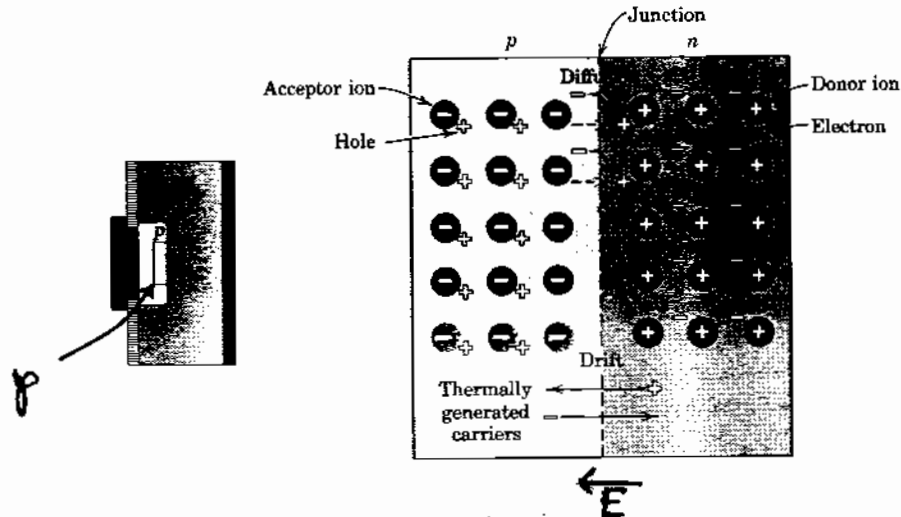 Junction
p
n
Diffu
Acceptor ion
Donor ion
Hole
Electron
p
p
Drift
Thermally
generated
carriers
E